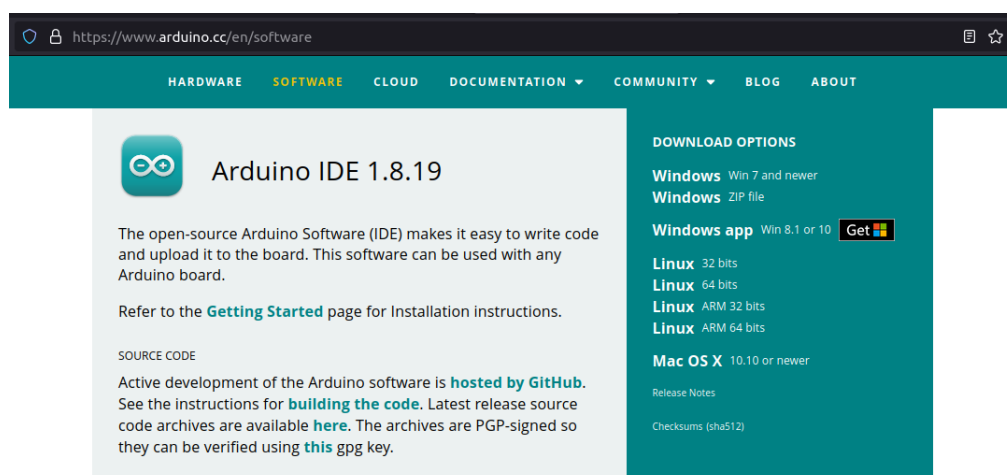 https://www.arduino.cc/en/software
HARDWARE SOFTWARE CLOUD DOCUMENTATION COMMUNITY BLOG ABOUT
Arduino IDE 1.8.19
The open-source Arduino Software (IDE) makes it easy to write code
and upload it to the board. This software can be used with any
Arduino board.
Refer to the Getting Started page for Installation instructions.
SOURCE CODE
Active development of the Arduino software is hosted by GitHub.
See the instructions for building the code. Latest release source
code archives are available here. The archives are PGP-signed so
they can be verified using this gpg key.
DOWNLOAD OPTIONS
Windows Win 7 and newer
Windows ZIP file
Windows app Win 8.1 or 10 Get
Linux 32 bits
Linux 64 bits
Linux ARM 32 bits
Linux ARM 64 bits
Mac OS X 10.10 or newer
Release Notes
Checksums (sha512)